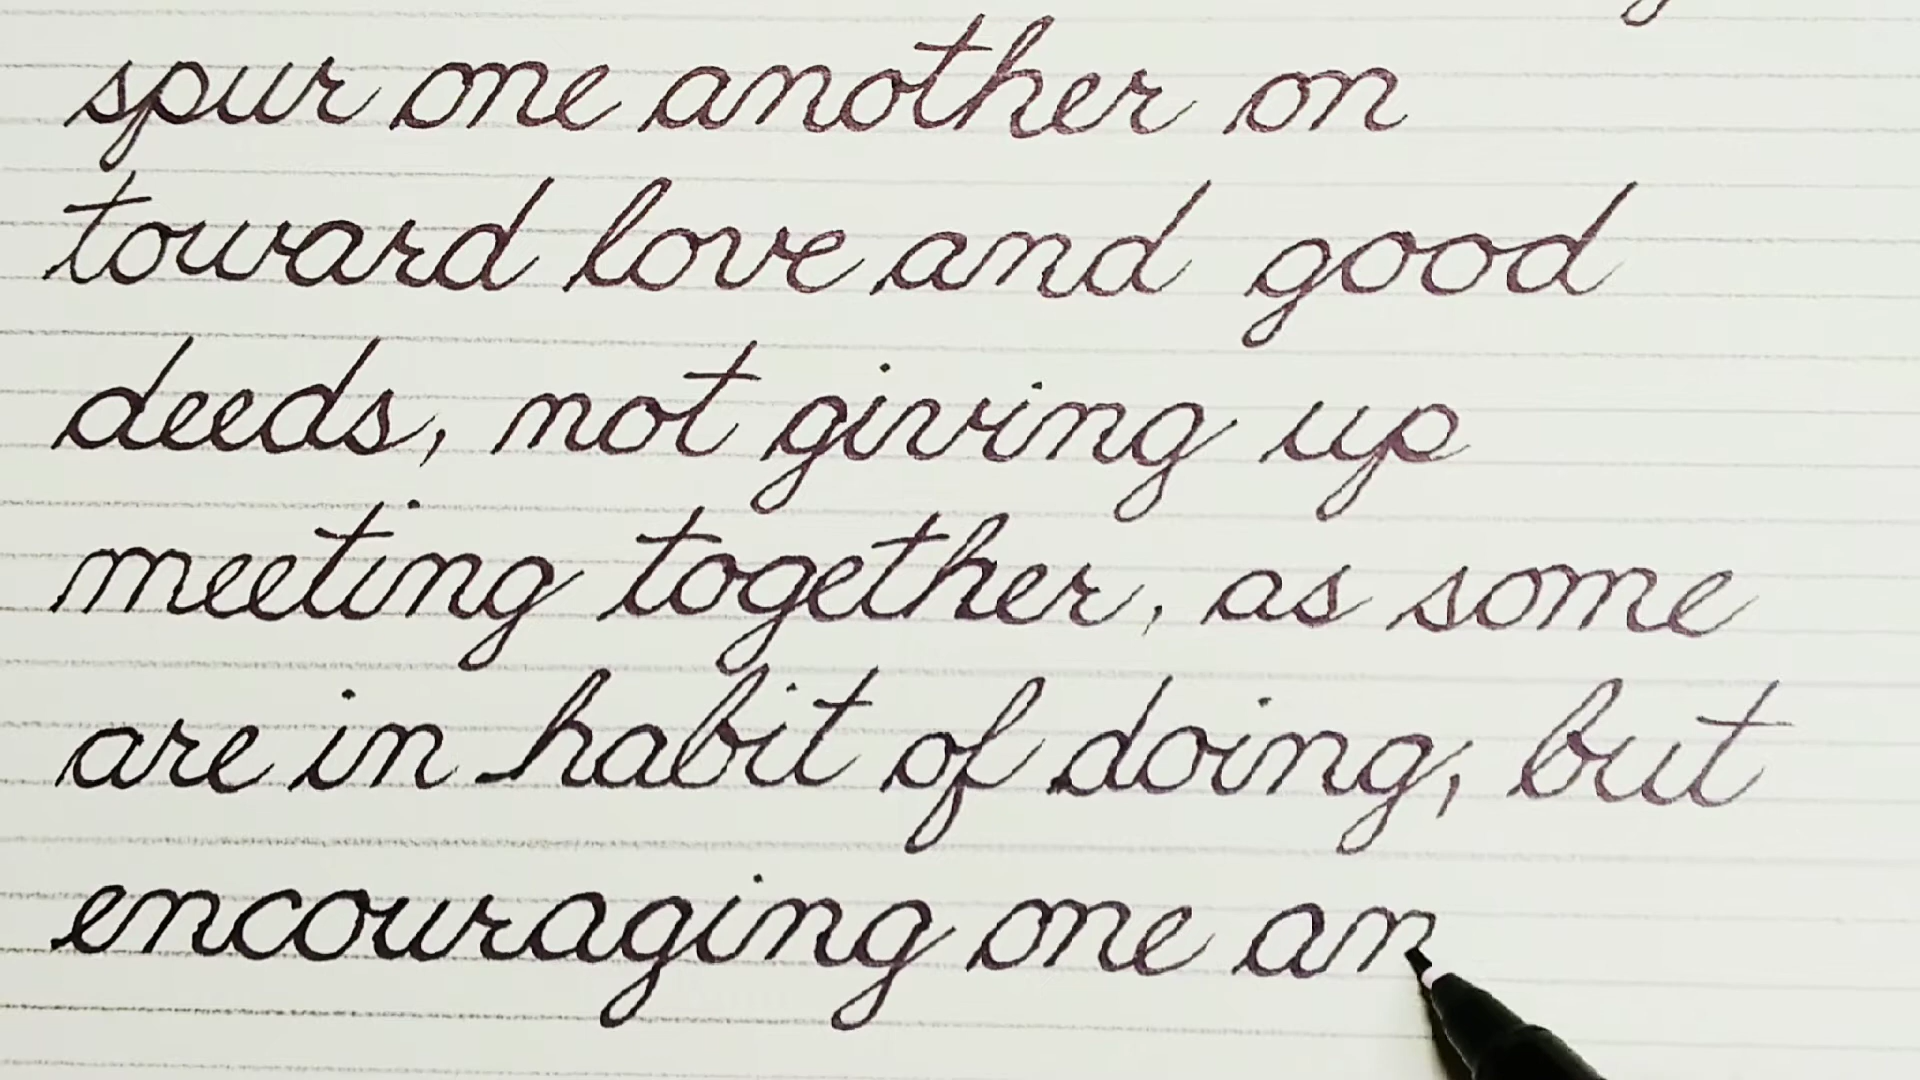 spur one another on
toward love and good
deeds, not giving up
meeting together, as some
are in habit of doing, but
encouraging one an